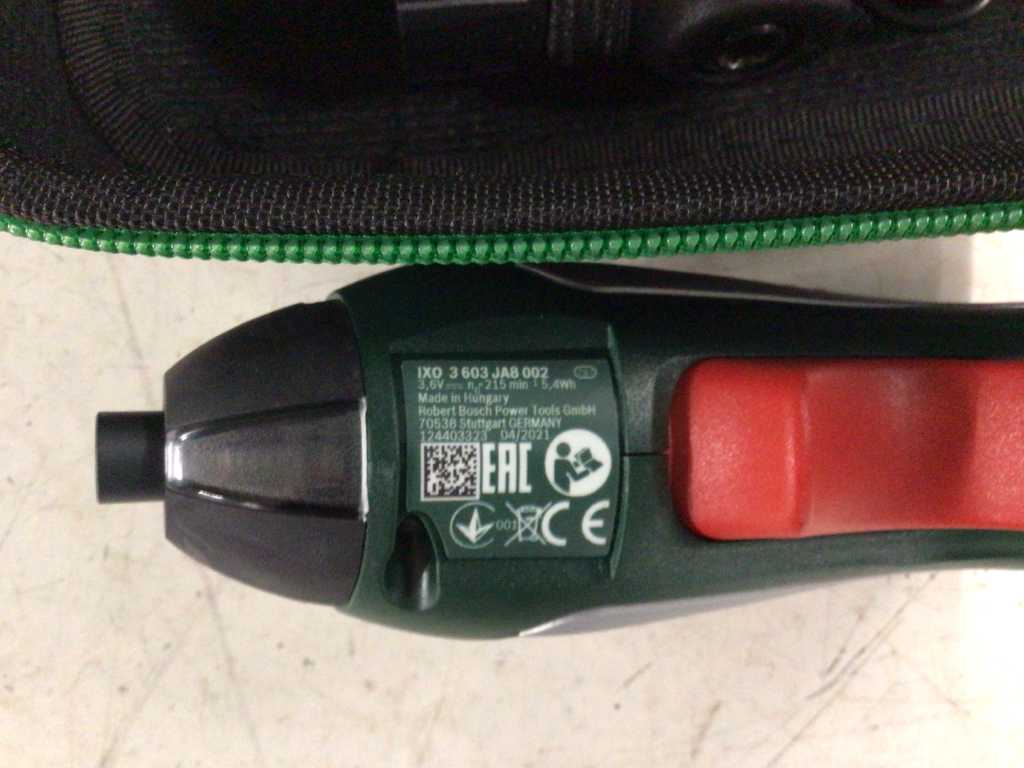 IXO 3 603 JA8 002
3,6V⎓ n₀=215 min⁻¹ 5,4Wh
Made in Hungary
Robert Bosch Power Tools GmbH
70538 Stuttgart GERMANY
124403323 04/2021
EAC
001 CE